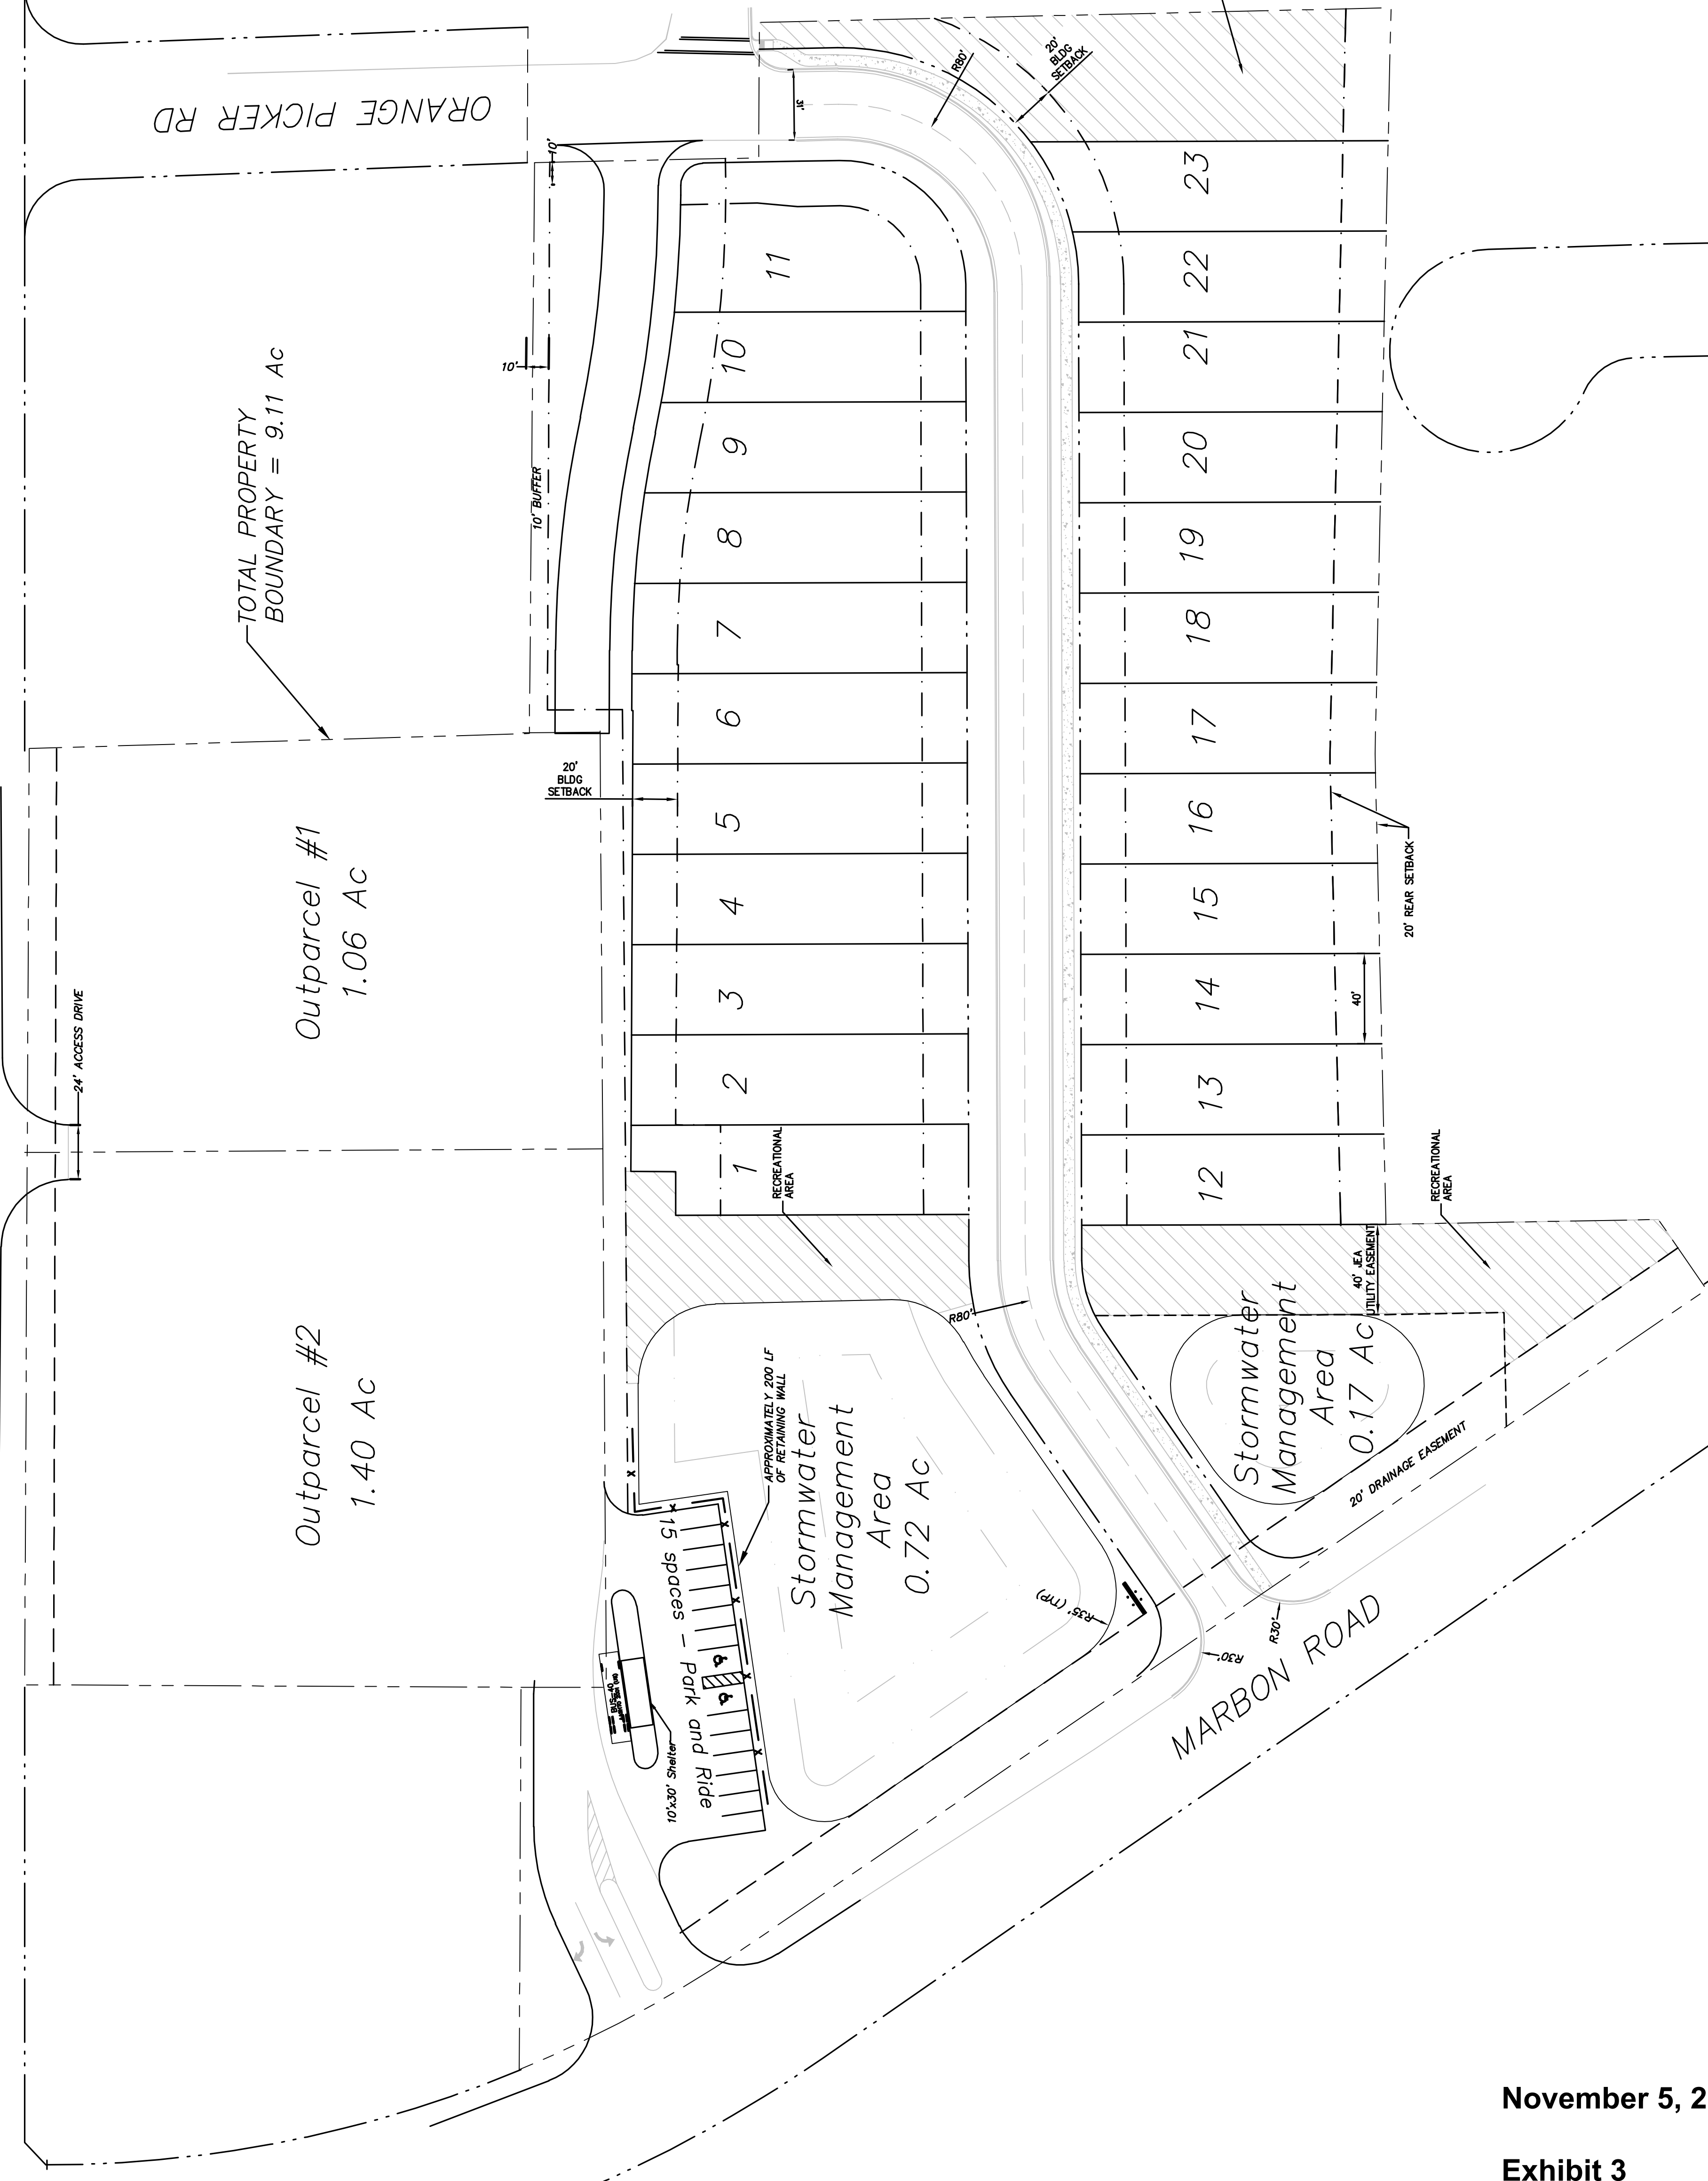 ORANGE PICKER RD
31'
R80'
20'
BLDG
SETBACK
10'
10'
10' BUFFER
TOTAL PROPERTY
BOUNDARY = 9.11 Ac
11
10
9
8
7
6
5
4
3
2
1
23
22
21
20
19
18
17
16
15
14
13
12
20'
BLDG
SETBACK
20' REAR SETBACK
40'
Outparcel #1
1.06 Ac
24' ACCESS DRIVE
Outparcel #2
1.40 Ac
RECREATIONAL
AREA
RECREATIONAL
AREA
40' JEA
UTILITY EASEMENT
R80'
Stormwater
Management
Area
0.17 Ac
20' DRAINAGE EASEMENT
APPROXIMATELY 200 LF
OF RETAINING WALL
Stormwater
Management
Area
0.72 Ac
15 spaces - Park and Ride
BUS-40
10'x30' Shelter
R35' (TYP)
R30'
R30'
MARBON ROAD
November 5, 2
Exhibit 3